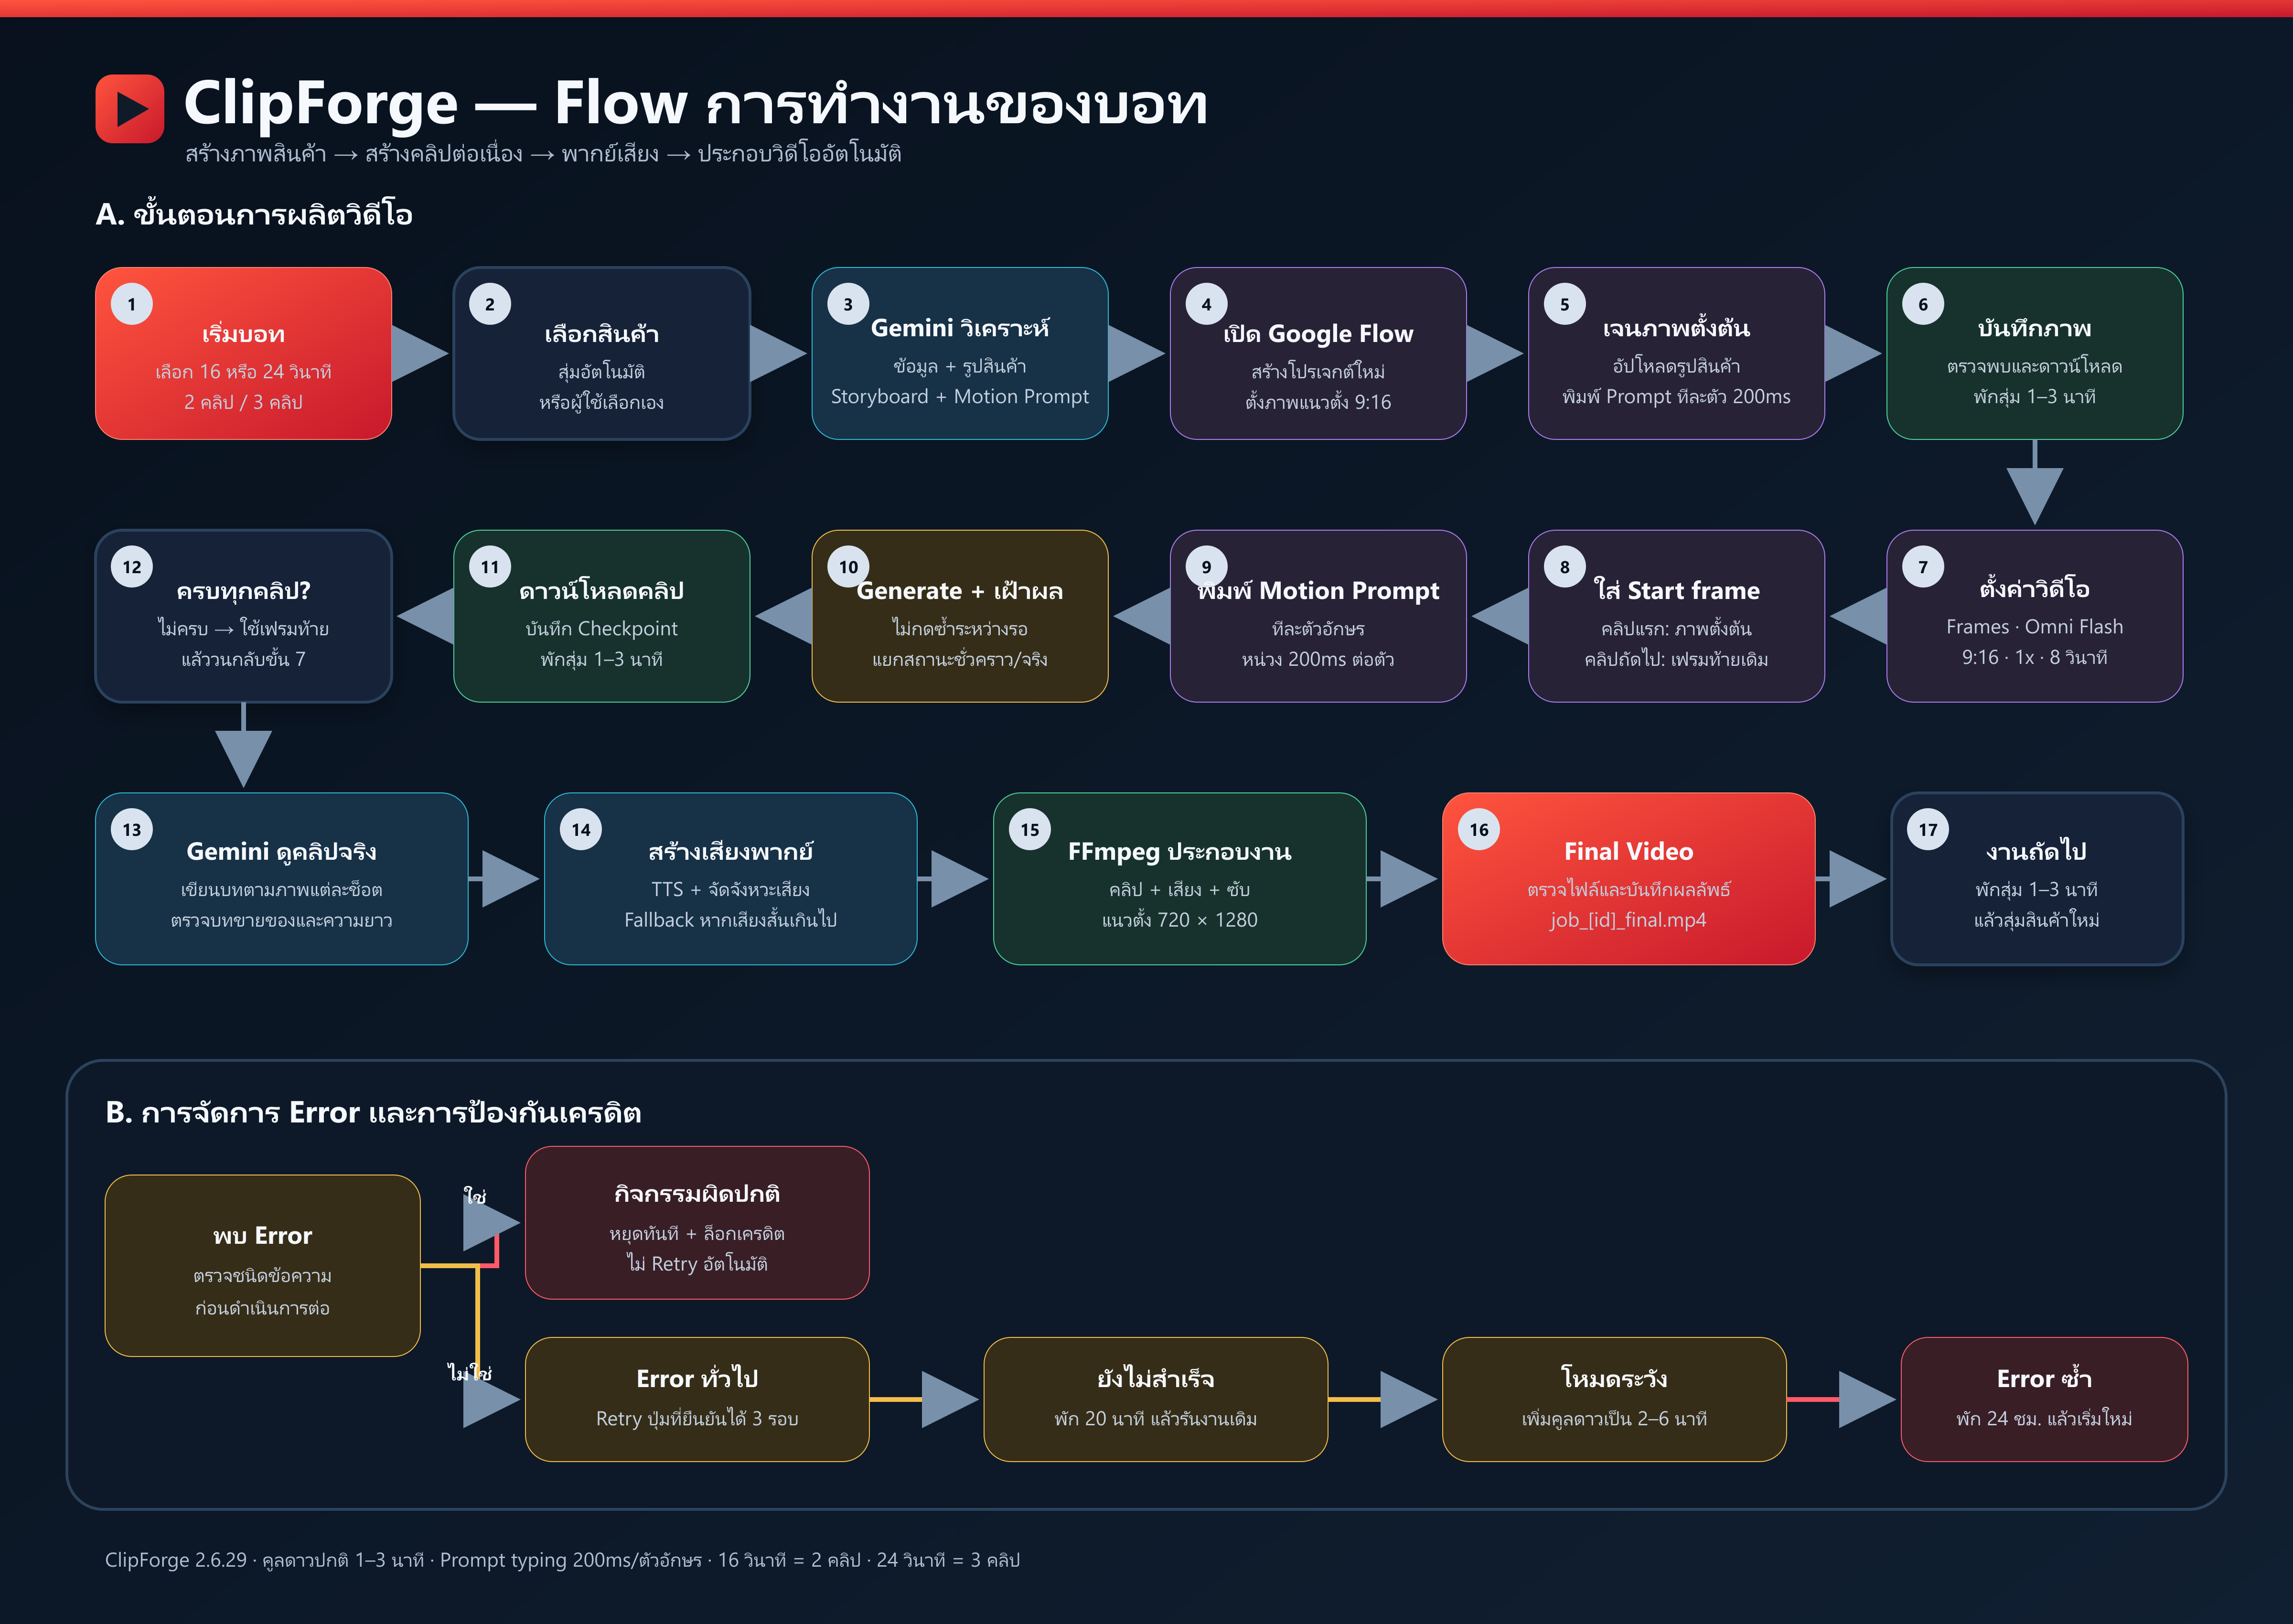 ClipForge — Flow การทำงานของบอท
สร้างภาพสินค้า → สร้างคลิปต่อเนื่อง → พากย์เสียง → ประกอบวิดีโออัตโนมัติ
A. ขั้นตอนการผลิตวิดีโอ
1
เริ่มบอท
เลือก 16 หรือ 24 วินาที
2 คลิป / 3 คลิป
2
เลือกสินค้า
สุ่มอัตโนมัติ
หรือผู้ใช้เลือกเอง
3
Gemini วิเคราะห์
ข้อมูล + รูปสินค้า
Storyboard + Motion Prompt
4
เปิด Google Flow
สร้างโปรเจกต์ใหม่
ตั้งภาพแนวตั้ง 9:16
5
เจนภาพตั้งต้น
อัปโหลดรูปสินค้า
พิมพ์ Prompt ทีละตัว 200ms
6
บันทึกภาพ
ตรวจพบและดาวน์โหลด
พักสุ่ม 1–3 นาที
7
ตั้งค่าวิดีโอ
Frames · Omni Flash
9:16 · 1x · 8 วินาที
8
ใส่ Start frame
คลิปแรก: ภาพตั้งต้น
คลิปถัดไป: เฟรมท้ายเดิม
9
พิมพ์ Motion Prompt
ทีละตัวอักษร
หน่วง 200ms ต่อตัว
10
Generate + เฝ้าผล
ไม่กดซ้ำระหว่างรอ
แยกสถานะชั่วคราว/จริง
11
ดาวน์โหลดคลิป
บันทึก Checkpoint
พักสุ่ม 1–3 นาที
12
ครบทุกคลิป?
ไม่ครบ → ใช้เฟรมท้าย
แล้ววนกลับขั้น 7
13
Gemini ดูคลิปจริง
เขียนบทตามภาพแต่ละช็อต
ตรวจบทขายของและความยาว
14
สร้างเสียงพากย์
TTS + จัดจังหวะเสียง
Fallback หากเสียงสั้นเกินไป
15
FFmpeg ประกอบงาน
คลิป + เสียง + ซับ
แนวตั้ง 720 × 1280
16
Final Video
ตรวจไฟล์และบันทึกผลลัพธ์
job_[id]_final.mp4
17
งานถัดไป
พักสุ่ม 1–3 นาที
แล้วสุ่มสินค้าใหม่
B. การจัดการ Error และการป้องกันเครดิต
พบ Error
ตรวจชนิดข้อความ
ก่อนดำเนินการต่อ
ใช่
กิจกรรมผิดปกติ
หยุดทันที + ล็อกเครดิต
ไม่ Retry อัตโนมัติ
ไม่ใช่
Error ทั่วไป
Retry ปุ่มที่ยืนยันได้ 3 รอบ
ยังไม่สำเร็จ
พัก 20 นาที แล้วรันงานเดิม
โหมดระวัง
เพิ่มคูลดาวเป็น 2–6 นาที
Error ซ้ำ
พัก 24 ชม. แล้วเริ่มใหม่
ClipForge 2.6.29 · คูลดาวปกติ 1–3 นาที · Prompt typing 200ms/ตัวอักษร · 16 วินาที = 2 คลิป · 24 วินาที = 3 คลิป